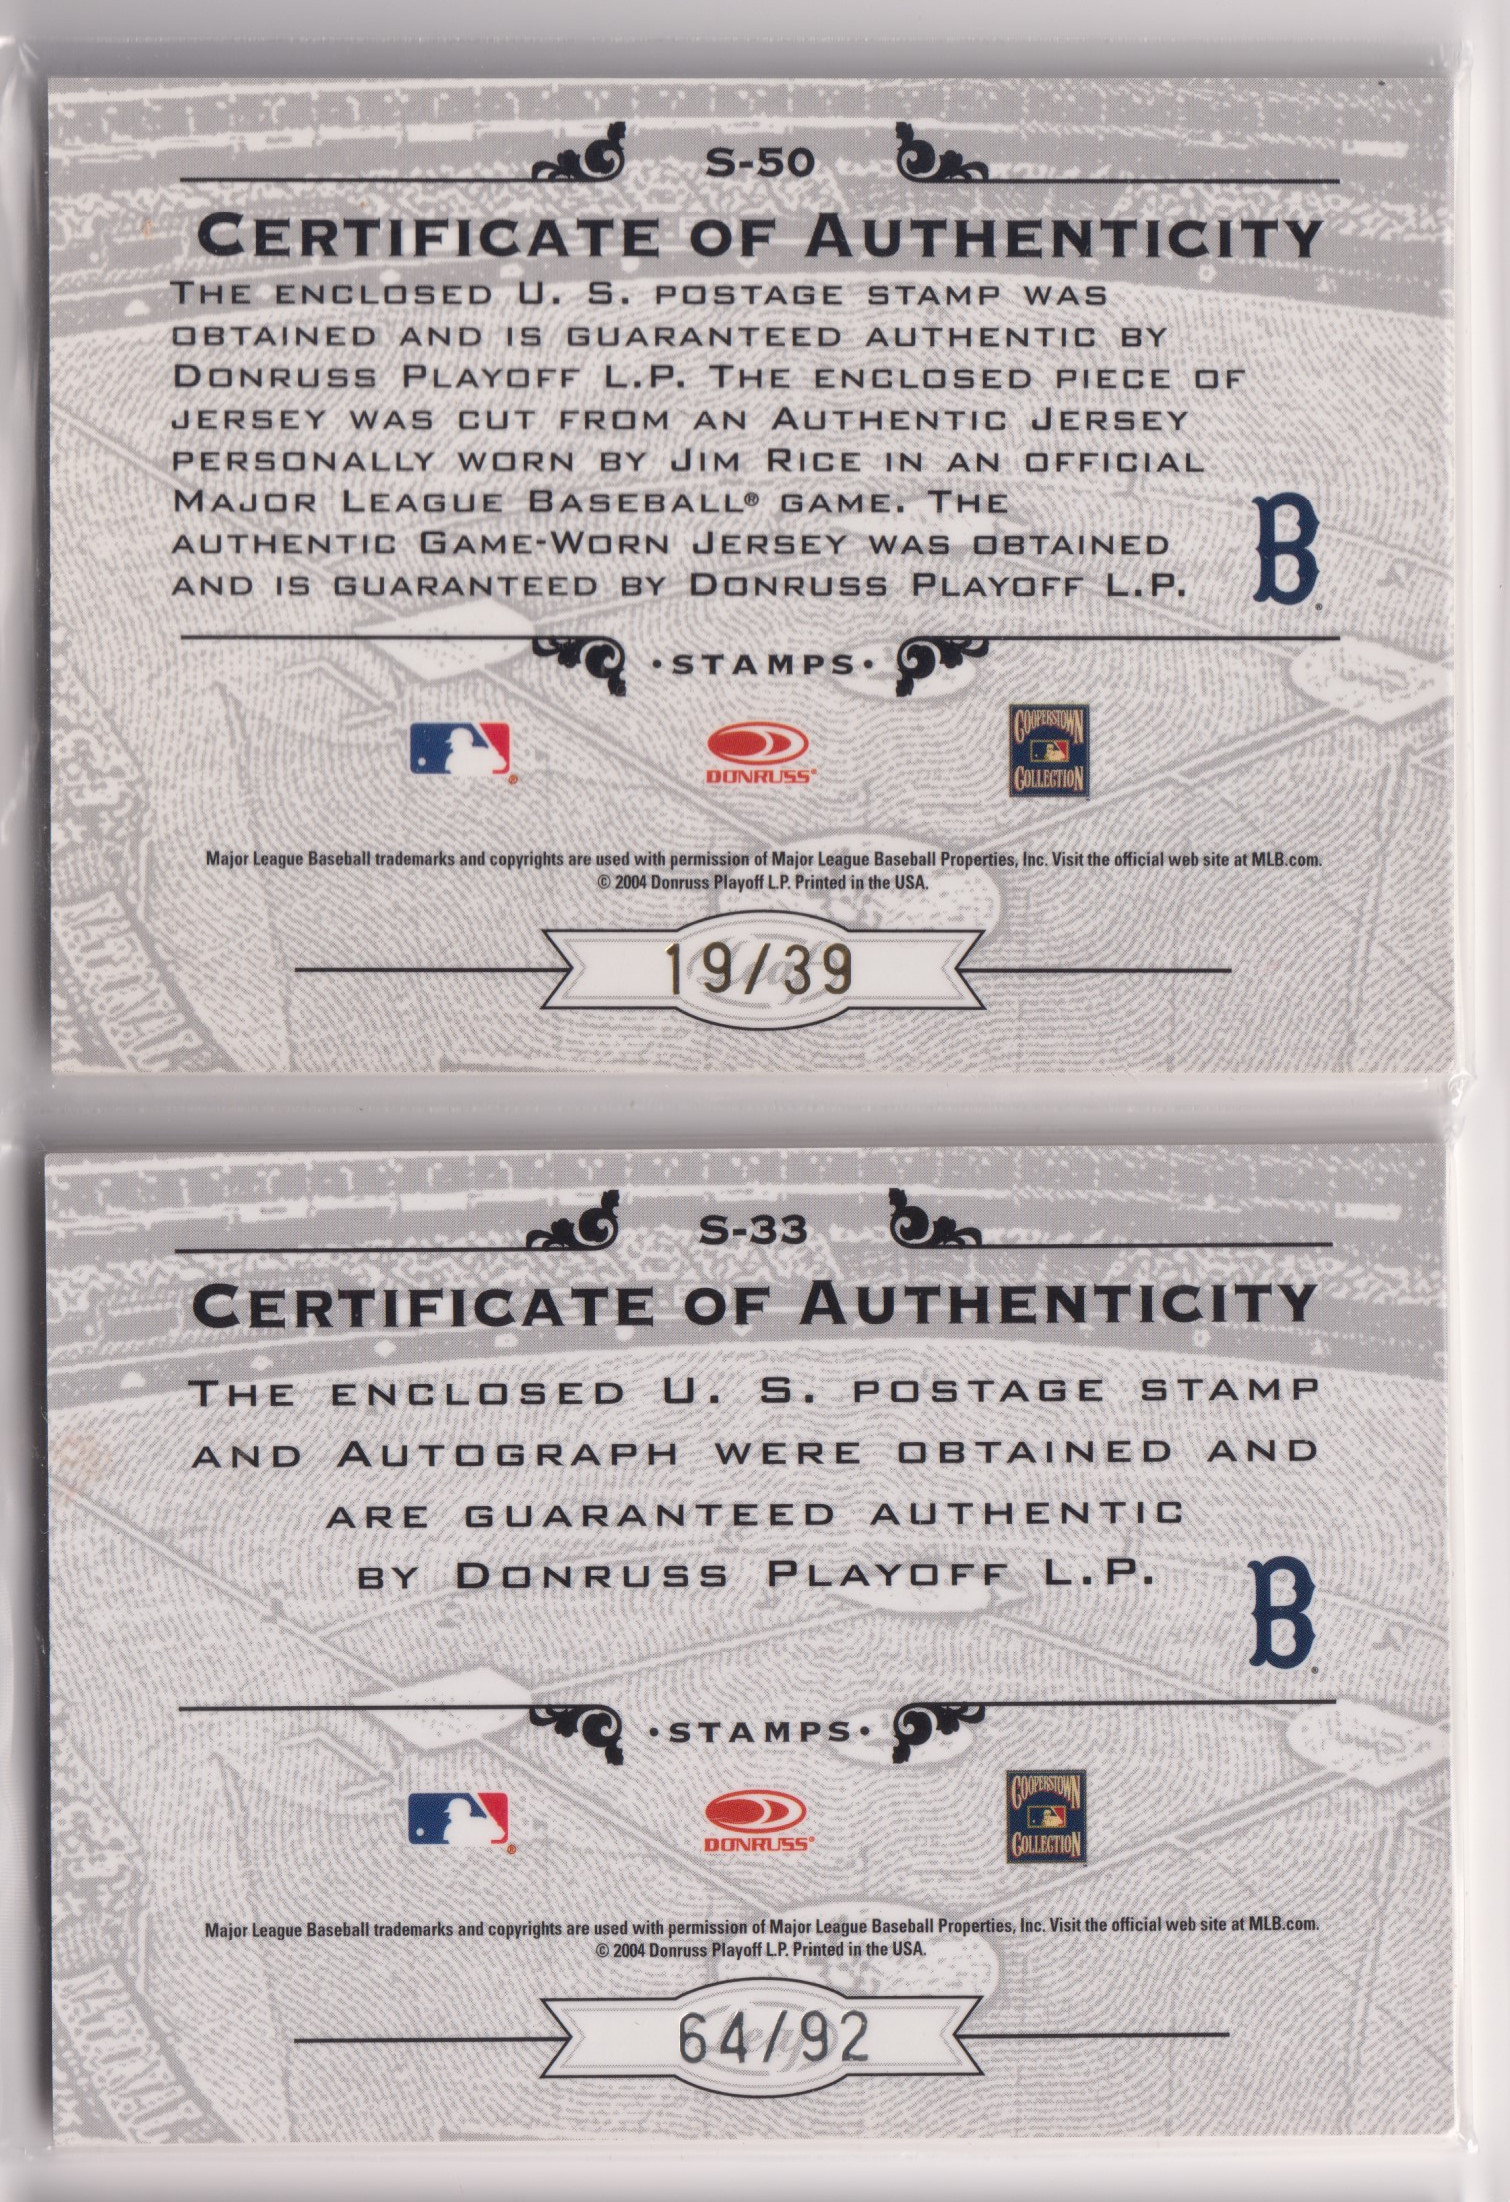 S-50
CERTIFICATE OF AUTHENTICITY
THE ENCLOSED U. S. POSTAGE STAMP WAS
OBTAINED AND IS GUARANTEED AUTHENTIC BY
DONRUSS PLAYOFF L.P. THE ENCLOSED PIECE OF
JERSEY WAS CUT FROM AN AUTHENTIC JERSEY
PERSONALLY WORN BY JIM RICE IN AN OFFICIAL
MAJOR LEAGUE BASEBALL® GAME. THE
AUTHENTIC GAME-WORN JERSEY WAS OBTAINED
AND IS GUARANTEED BY DONRUSS PLAYOFF L.P.
B
•STAMPS•
DONRUSS®
COOPERSTOWN
COLLECTION
Major League Baseball trademarks and copyrights are used with permission of Major League Baseball Properties, Inc. Visit the official web site at MLB.com.
© 2004 Donruss Playoff L.P. Printed in the USA.
19/39
S-33
CERTIFICATE OF AUTHENTICITY
THE ENCLOSED U. S. POSTAGE STAMP
AND AUTOGRAPH WERE OBTAINED AND
ARE GUARANTEED AUTHENTIC
BY DONRUSS PLAYOFF L.P.
B
•STAMPS•
DONRUSS®
COOPERSTOWN
COLLECTION
Major League Baseball trademarks and copyrights are used with permission of Major League Baseball Properties, Inc. Visit the official web site at MLB.com.
© 2004 Donruss Playoff L.P. Printed in the USA.
64/92